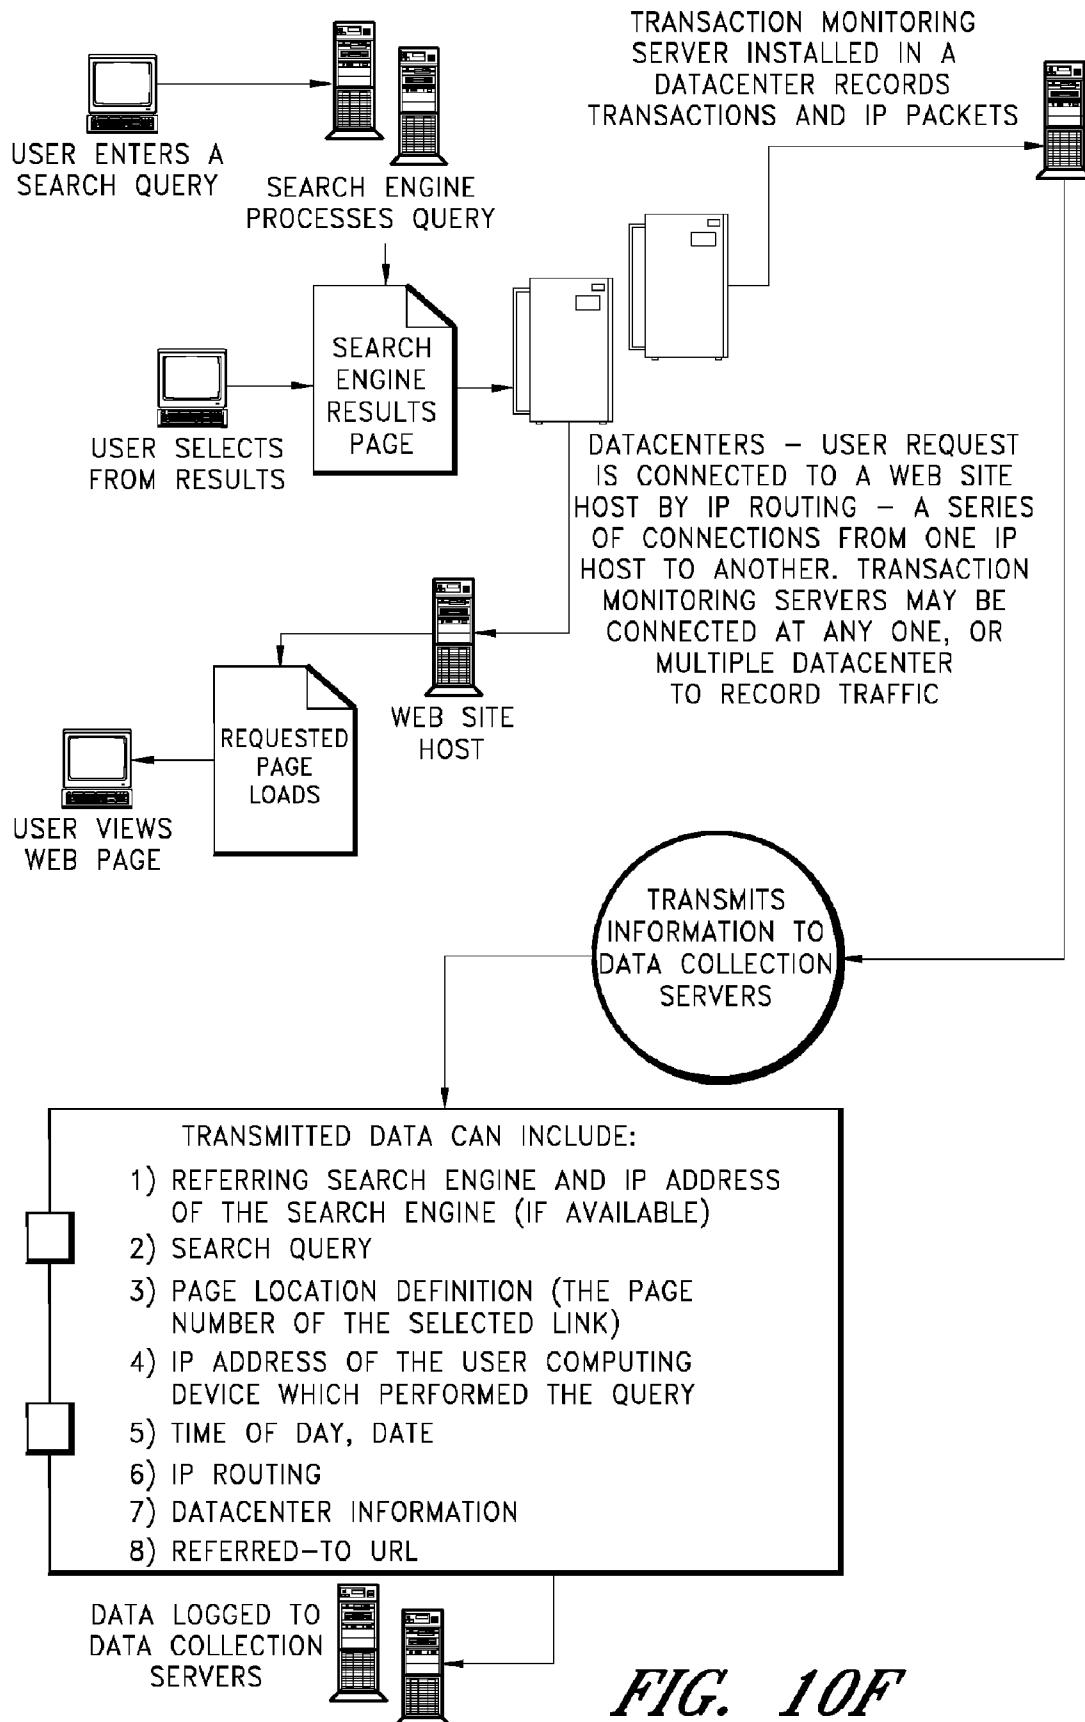 TRANSACTION MONITORING
SERVER INSTALLED IN A
DATACENTER RECORDS
TRANSACTIONS AND IP PACKETS
USER ENTERS A
SEARCH QUERY
SEARCH ENGINE
PROCESSES QUERY
SEARCH
ENGINE
RESULTS
PAGE
USER SELECTS
FROM RESULTS
DATACENTERS – USER REQUEST
IS CONNECTED TO A WEB SITE
HOST BY IP ROUTING – A SERIES
OF CONNECTIONS FROM ONE IP
HOST TO ANOTHER. TRANSACTION
MONITORING SERVERS MAY BE
CONNECTED AT ANY ONE, OR
MULTIPLE DATACENTER
TO RECORD TRAFFIC
WEB SITE
HOST
REQUESTED
PAGE
LOADS
USER VIEWS
WEB PAGE
TRANSMITS
INFORMATION TO
DATA COLLECTION
SERVERS
TRANSMITTED DATA CAN INCLUDE:
1) REFERRING SEARCH ENGINE AND IP ADDRESS
OF THE SEARCH ENGINE (IF AVAILABLE)
2) SEARCH QUERY
3) PAGE LOCATION DEFINITION (THE PAGE
NUMBER OF THE SELECTED LINK)
4) IP ADDRESS OF THE USER COMPUTING
DEVICE WHICH PERFORMED THE QUERY
5) TIME OF DAY, DATE
6) IP ROUTING
7) DATACENTER INFORMATION
8) REFERRED–TO URL
DATA LOGGED TO
DATA COLLECTION
SERVERS
FIG. 10F